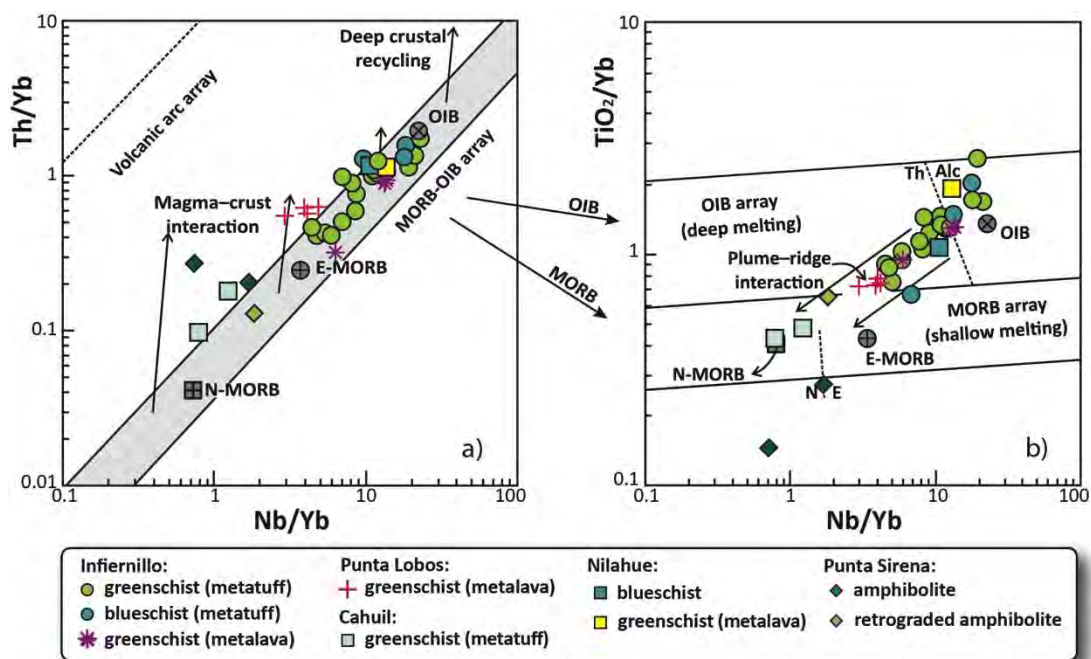 10
1
0.1
0.01
Th/Yb
0.1
1
10
100
Nb/Yb
Volcanic arc array
Deep crustal
recycling
OIB
MORB–OIB array
Magma–crust
interaction
E-MORB
N-MORB
a)
OIB
MORB
10
1
0.1
TiO2/Yb
0.1
1
10
100
Nb/Yb
Th
Alc
OIB array
(deep melting)
OIB
Plume–ridge
interaction
MORB array
(shallow melting)
E-MORB
N-MORB
N
E
b)
Infiernillo:
greenschist (metatuff)
blueschist (metatuff)
greenschist (metalava)
Punta Lobos:
greenschist (metalava)
Cahuil:
greenschist (metatuff)
Nilahue:
blueschist
greenschist (metalava)
Punta Sirena:
amphibolite
retrograded amphibolite